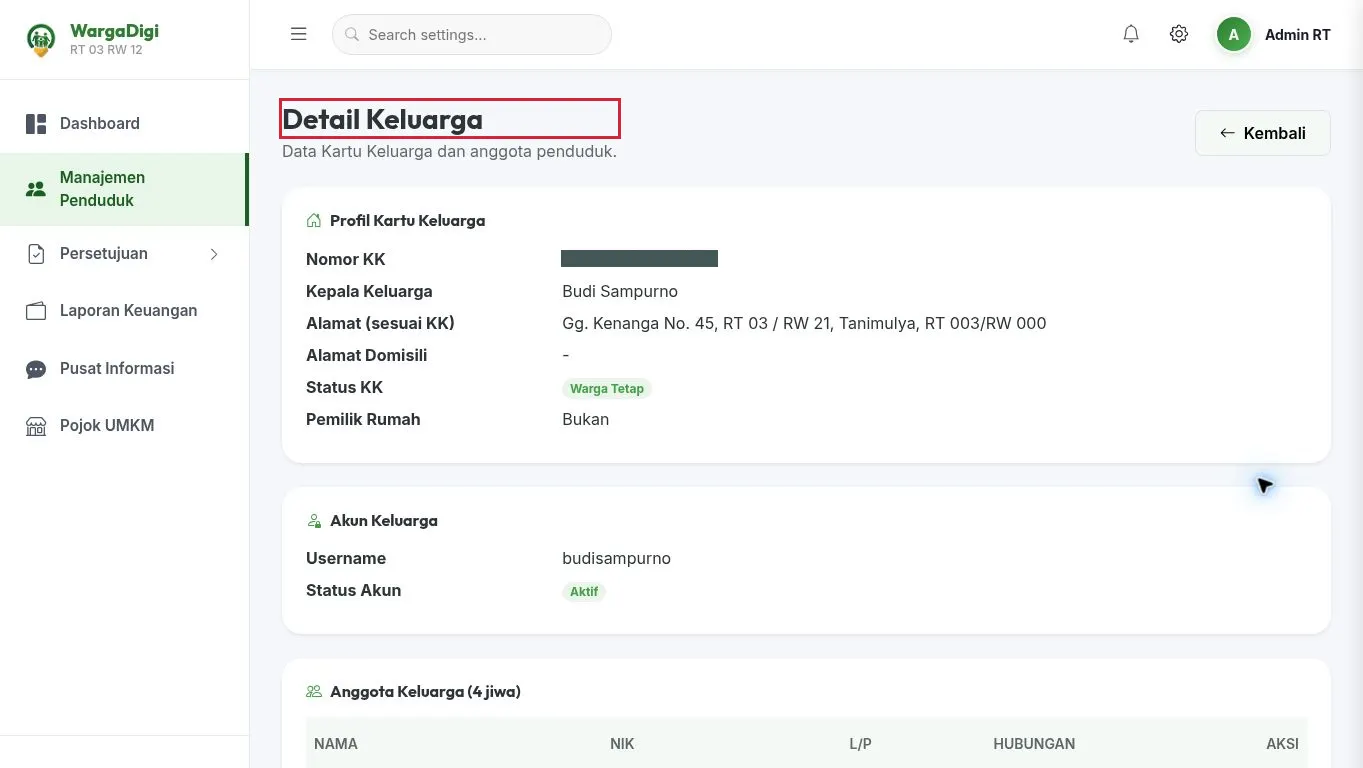 WargaDigi
RT 03 RW 12
Search settings...
A
Admin RT
Dashboard
Manajemen
Penduduk
Persetujuan
Laporan Keuangan
Pusat Informasi
Pojok UMKM
Detail Keluarga
Data Kartu Keluarga dan anggota penduduk.
← Kembali
Profil Kartu Keluarga
Nomor KK
Kepala Keluarga Budi Sampurno
Alamat (sesuai KK) Gg. Kenanga No. 45, RT 03 / RW 21, Tanimulya, RT 003/RW 000
Alamat Domisili -
Status KK Warga Tetap
Pemilik Rumah Bukan
Akun Keluarga
Username budisampurno
Status Akun Aktif
Anggota Keluarga (4 jiwa)
NAMA NIK L/P HUBUNGAN AKSI